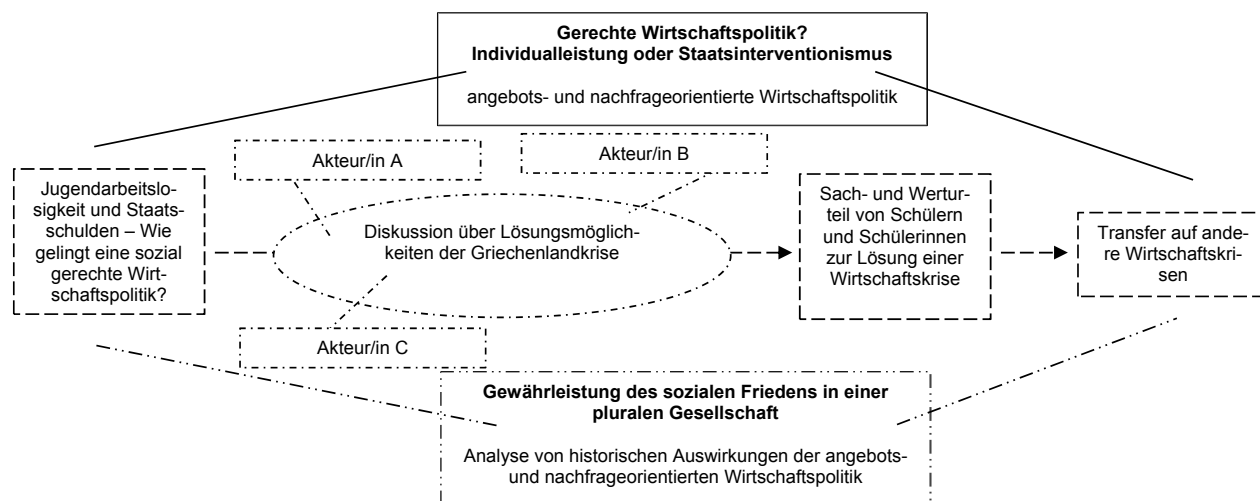 Gerechte Wirtschaftspolitik?
Individualleistung oder Staatsinterventionismus
angebots- und nachfrageorientierte Wirtschaftspolitik
Akteur/in A
Akteur/in B
Jugendarbeitslo-
sigkeit und Staats-
schulden – Wie
gelingt eine sozial
gerechte Wirt-
schaftspolitik?
Diskussion über Lösungsmöglich-
keiten der Griechenlandkrise
Sach- und Wertur-
teil von Schülern
und Schülerinnen
zur Lösung einer
Wirtschaftskrise
Transfer auf ande-
re Wirtschaftskri-
sen
Akteur/in C
Gewährleistung des sozialen Friedens in einer
pluralen Gesellschaft
Analyse von historischen Auswirkungen der angebots-
und nachfrageorientierten Wirtschaftspolitik